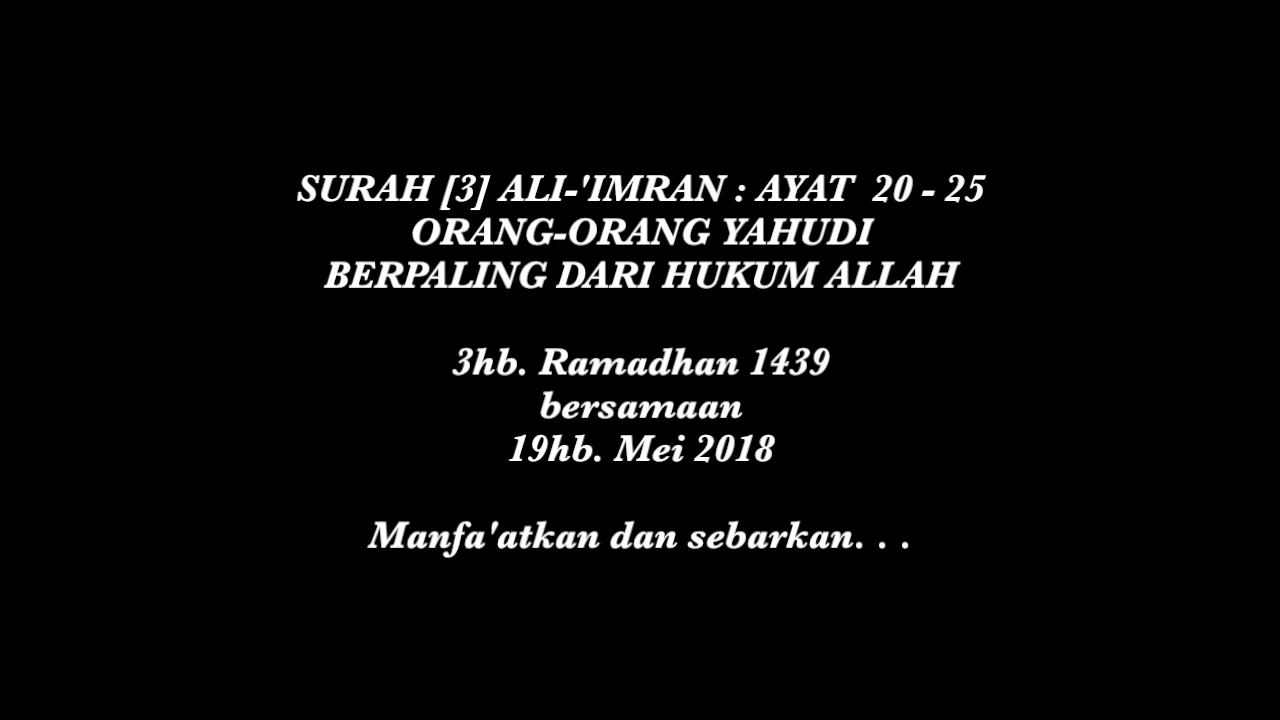 SURAH [3] ALI-'IMRAN : AYAT  20 - 25
ORANG-ORANG YAHUDI
BERPALING DARI HUKUM ALLAH
3hb. Ramadhan 1439
bersamaan
19hb. Mei 2018
Manfa'atkan dan sebarkan. . .